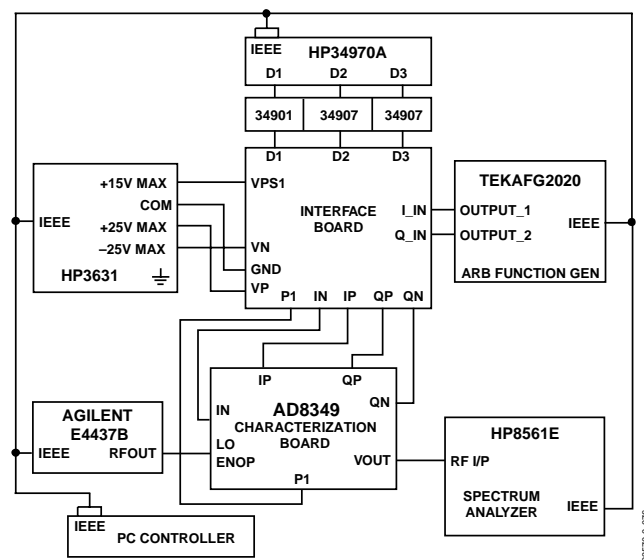 IEEE
HP34970A
D1 D2 D3
34901 34907 34907
D1 D2 D3
+15V MAX
COM
+25V MAX
–25V MAX
IEEE
HP3631
VPS1
VN
GND
VP
INTERFACE
BOARD
I_IN
Q_IN
P1 IN IP QP QN
TEKAFG2020
OUTPUT_1
OUTPUT_2
IEEE
ARB FUNCTION GEN
IP QP
IN
QN
AD8349
CHARACTERIZATION
BOARD
LO
ENOP
VOUT
P1
AGILENT
E4437B
IEEE RFOUT
HP8561E
RF I/P
SPECTRUM
ANALYZER
IEEE
IEEE
PC CONTROLLER